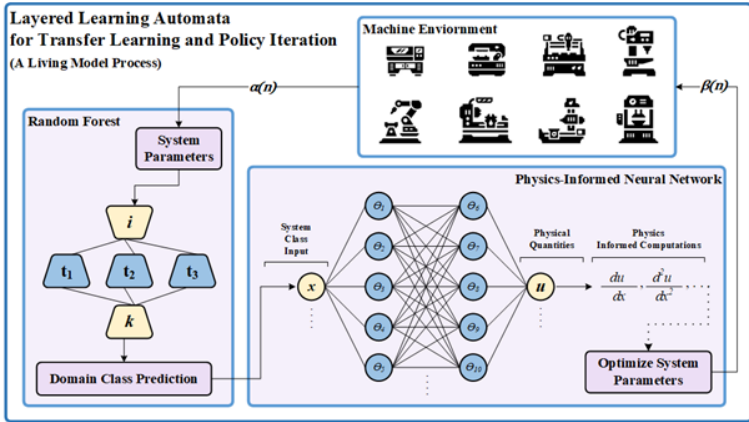 Layered Learning Automata
for Transfer Learning and Policy Iteration
(A Living Model Process)
Machine Enviornment
α(n)
β(n)
Random Forest
System
Parameters
i
t1
t2
t3
k
Domain Class Prediction
Physics-Informed Neural Network
System
Class
Input
x
Θ1
Θ2
Θ3
Θ4
Θ5
Θ6
Θ7
Θ8
Θ9
Θ10
Physical
Quantities
u
Physics
Informed Computations
du/dx, d²u/dx², . . .
Optimize System
Parameters